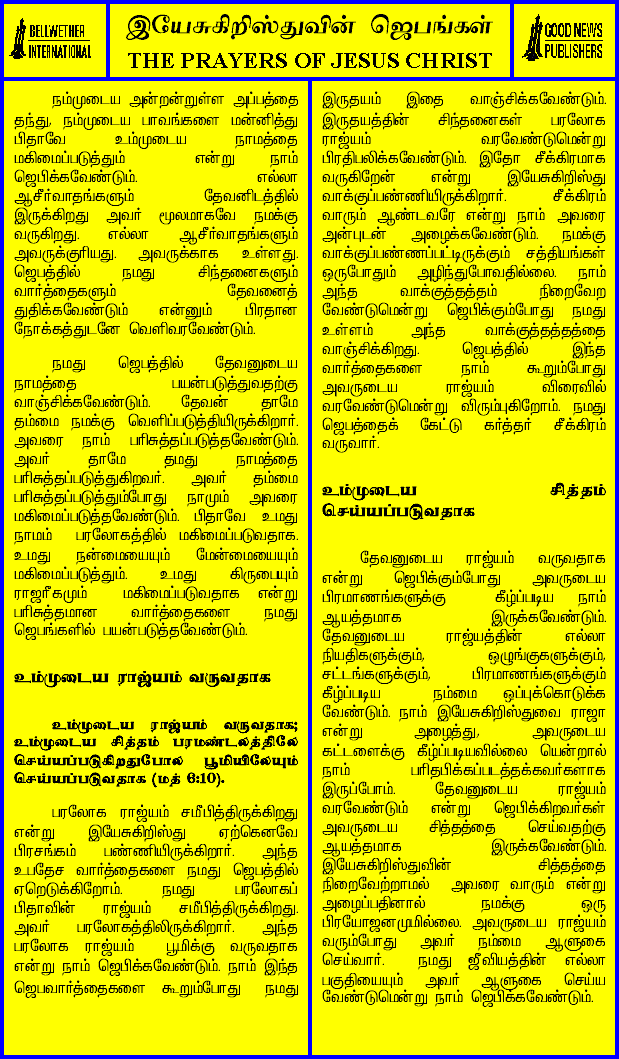 BELLWETHER
INTERNATIONAL
இயேசுகிறிஸ்துவின் ஜெபங்கள்
THE PRAYERS OF JESUS CHRIST
GOOD NEWS
PUBLISHERS
நம்முடைய அன்றன்றுள்ள அப்பத்தை
தந்து, நம்முடைய பாவங்களை மன்னித்து
பிதாவே உம்முடைய நாமத்தை
மகிமைப்படுத்தும் என்று நாம்
ஜெபிக்கவேண்டும். எல்லா
ஆசீர்வாதங்களும் தேவனிடத்தில்
இருக்கிறது அவர் மூலமாகவே நமக்கு
வருகிறது. எல்லா ஆசீர்வாதங்களும்
அவருக்குரியது. அவருக்காக உள்ளது.
ஜெபத்தில் நமது சிந்தனைகளும்
வார்த்தைகளும் தேவனைத்
துதிக்கவேண்டும் என்னும் பிரதான
நோக்கத்துடனே வெளிவரவேண்டும்.
நமது ஜெபத்தில் தேவனுடைய
நாமத்தை பயன்படுத்துவதற்கு
வாஞ்சிக்கவேண்டும். தேவன் தாமே
தம்மை நமக்கு வெளிப்படுத்தியிருக்கிறார்.
அவரை நாம் பரிசுத்தப்படுத்தவேண்டும்.
அவர் தாமே தமது நாமத்தை
பரிசுத்தப்படுத்துகிறவர். அவர் தம்மை
பரிசுத்தப்படுத்தும்போது நாமும் அவரை
மகிமைப்படுத்தவேண்டும். பிதாவே உமது
நாமம் பரலோகத்தில் மகிமைப்படுவதாக.
உமது நன்மையையும் மேன்மையையும்
மகிமைப்படுத்தும். உமது கிருபையும்
ராஜரீகமும் மகிமைப்படுவதாக என்று
பரிசுத்தமான வார்த்தைகளை நமது
ஜெபங்களில் பயன்படுத்தவேண்டும்.
உம்முடைய ராஜ்யம் வருவதாக
உம்முடைய ராஜ்யம் வருவதாக;
உம்முடைய சித்தம் பரமண்டலத்திலே
செய்யப்படுகிறதுபோல பூமியிலேயும்
செய்யப்படுவதாக (மத் 6:10).
பரலோக ராஜ்யம் சமீபித்திருக்கிறது
என்று இயேசுகிறிஸ்து ஏற்கெனவே
பிரசங்கம் பண்ணியிருக்கிறார். அந்த
உபதேச வார்த்தைகளை நமது ஜெபத்தில்
ஏறெடுக்கிறோம். நமது பரலோகப்
பிதாவின் ராஜ்யம் சமீபித்திருக்கிறது.
அவர் பரலோகத்திலிருக்கிறார். அந்த
பரலோக ராஜ்யம் பூமிக்கு வருவதாக
என்று நாம் ஜெபிக்கவேண்டும். நாம் இந்த
ஜெபவார்த்தைகளை கூறும்போது நமது
இருதயம் இதை வாஞ்சிக்கவேண்டும்.
இருதயத்தின் சிந்தனைகள் பரலோக
ராஜ்யம் வரவேண்டுமென்று
பிரதிபலிக்கவேண்டும். இதோ சீக்கிரமாக
வருகிறேன் என்று இயேசுகிறிஸ்து
வாக்குப்பண்ணியிருக்கிறார். சீக்கிரம்
வாரும் ஆண்டவரே என்று நாம் அவரை
அன்புடன் அழைக்கவேண்டும். நமக்கு
வாக்குப்பண்ணப்பட்டிருக்கும் சத்தியங்கள்
ஒருபோதும் அழிந்துபோவதில்லை. நாம்
அந்த வாக்குத்தத்தம் நிறைவேற
வேண்டுமென்று ஜெபிக்கும்போது நமது
உள்ளம் அந்த வாக்குத்தத்தத்தை
வாஞ்சிக்கிறது. ஜெபத்தில் இந்த
வார்த்தைகளை நாம் கூறும்போது
அவருடைய ராஜ்யம் விரைவில்
வரவேண்டுமென்று விரும்புகிறோம். நமது
ஜெபத்தைக் கேட்டு கர்த்தர் சீக்கிரம்
வருவார்.
உம்முடைய சித்தம்
செய்யப்படுவதாக
தேவனுடைய ராஜ்யம் வருவதாக
என்று ஜெபிக்கும்போது அவருடைய
பிரமாணங்களுக்கு கீழ்ப்படிய நாம்
ஆயத்தமாக இருக்கவேண்டும்.
தேவனுடைய ராஜ்யத்தின் எல்லா
நியதிகளுக்கும், ஒழுங்குகளுக்கும்,
சட்டங்களுக்கும், பிரமாணங்களுக்கும்
கீழ்ப்படிய நம்மை ஒப்புக்கொடுக்க
வேண்டும். நாம் இயேசுகிறிஸ்துவை ராஜா
என்று அழைத்து, அவருடைய
கட்டளைக்கு கீழ்ப்படியவில்லை யென்றால்
நாம் பரிதபிக்கப்படத்தக்கவர்களாக
இருப்போம். தேவனுடைய ராஜ்யம்
வரவேண்டும் என்று ஜெபிக்கிறவர்கள்
அவருடைய சித்தத்தை செய்வதற்கு
ஆயத்தமாக இருக்கவேண்டும்.
இயேசுகிறிஸ்துவின் சித்தத்தை
நிறைவேற்றாமல் அவரை வாரும் என்று
அழைப்பதினால் நமக்கு ஒரு
பிரயோஜனமுமில்லை. அவருடைய ராஜ்யம்
வரும்போது அவர் நம்மை ஆளுகை
செய்வார். நமது ஜீவியத்தின் எல்லா
பகுதியையும் அவர் ஆளுகை செய்ய
வேண்டுமென்று நாம் ஜெபிக்கவேண்டும்.